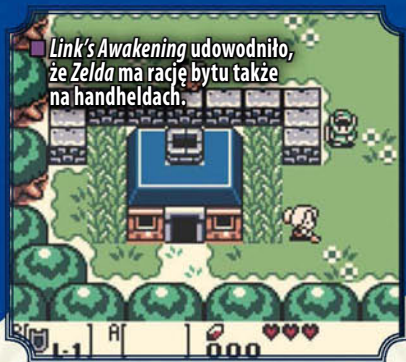 Link's Awakening udowodniło,
że Zelda ma rację bytu także
na handheldach.
B[ L-1] A[ ] 000